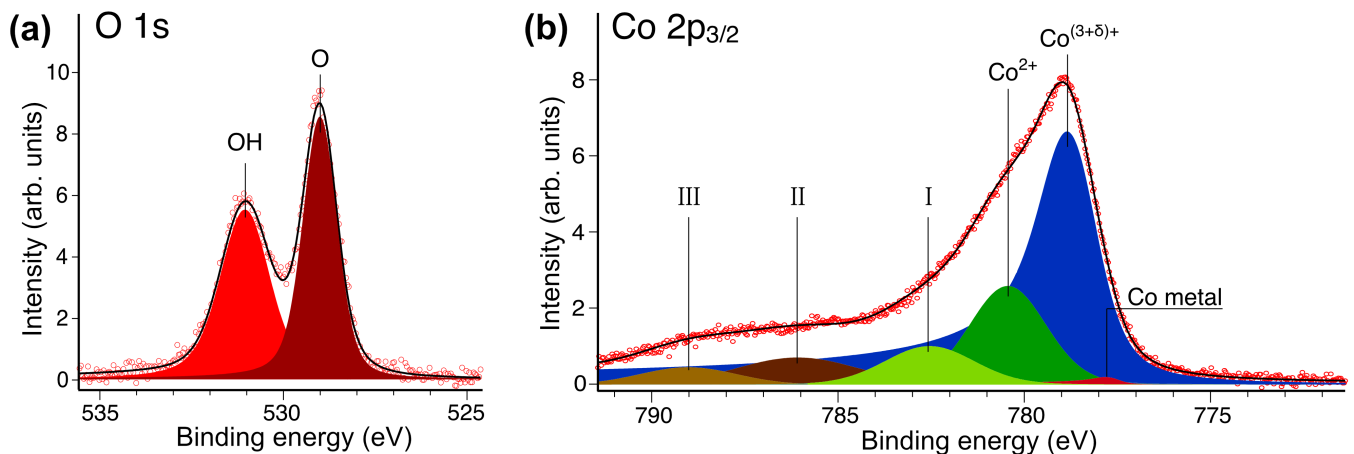 (a)
O 1s
O
OH
10
8
6
4
2
0
535
530
525
Intensity (arb. units)
Binding energy (eV)
(b)
Co 2p3/2
Co(3+δ)+
Co2+
III
II
I
Co metal
8
6
4
2
0
790
785
780
775
Intensity (arb. units)
Binding energy (eV)